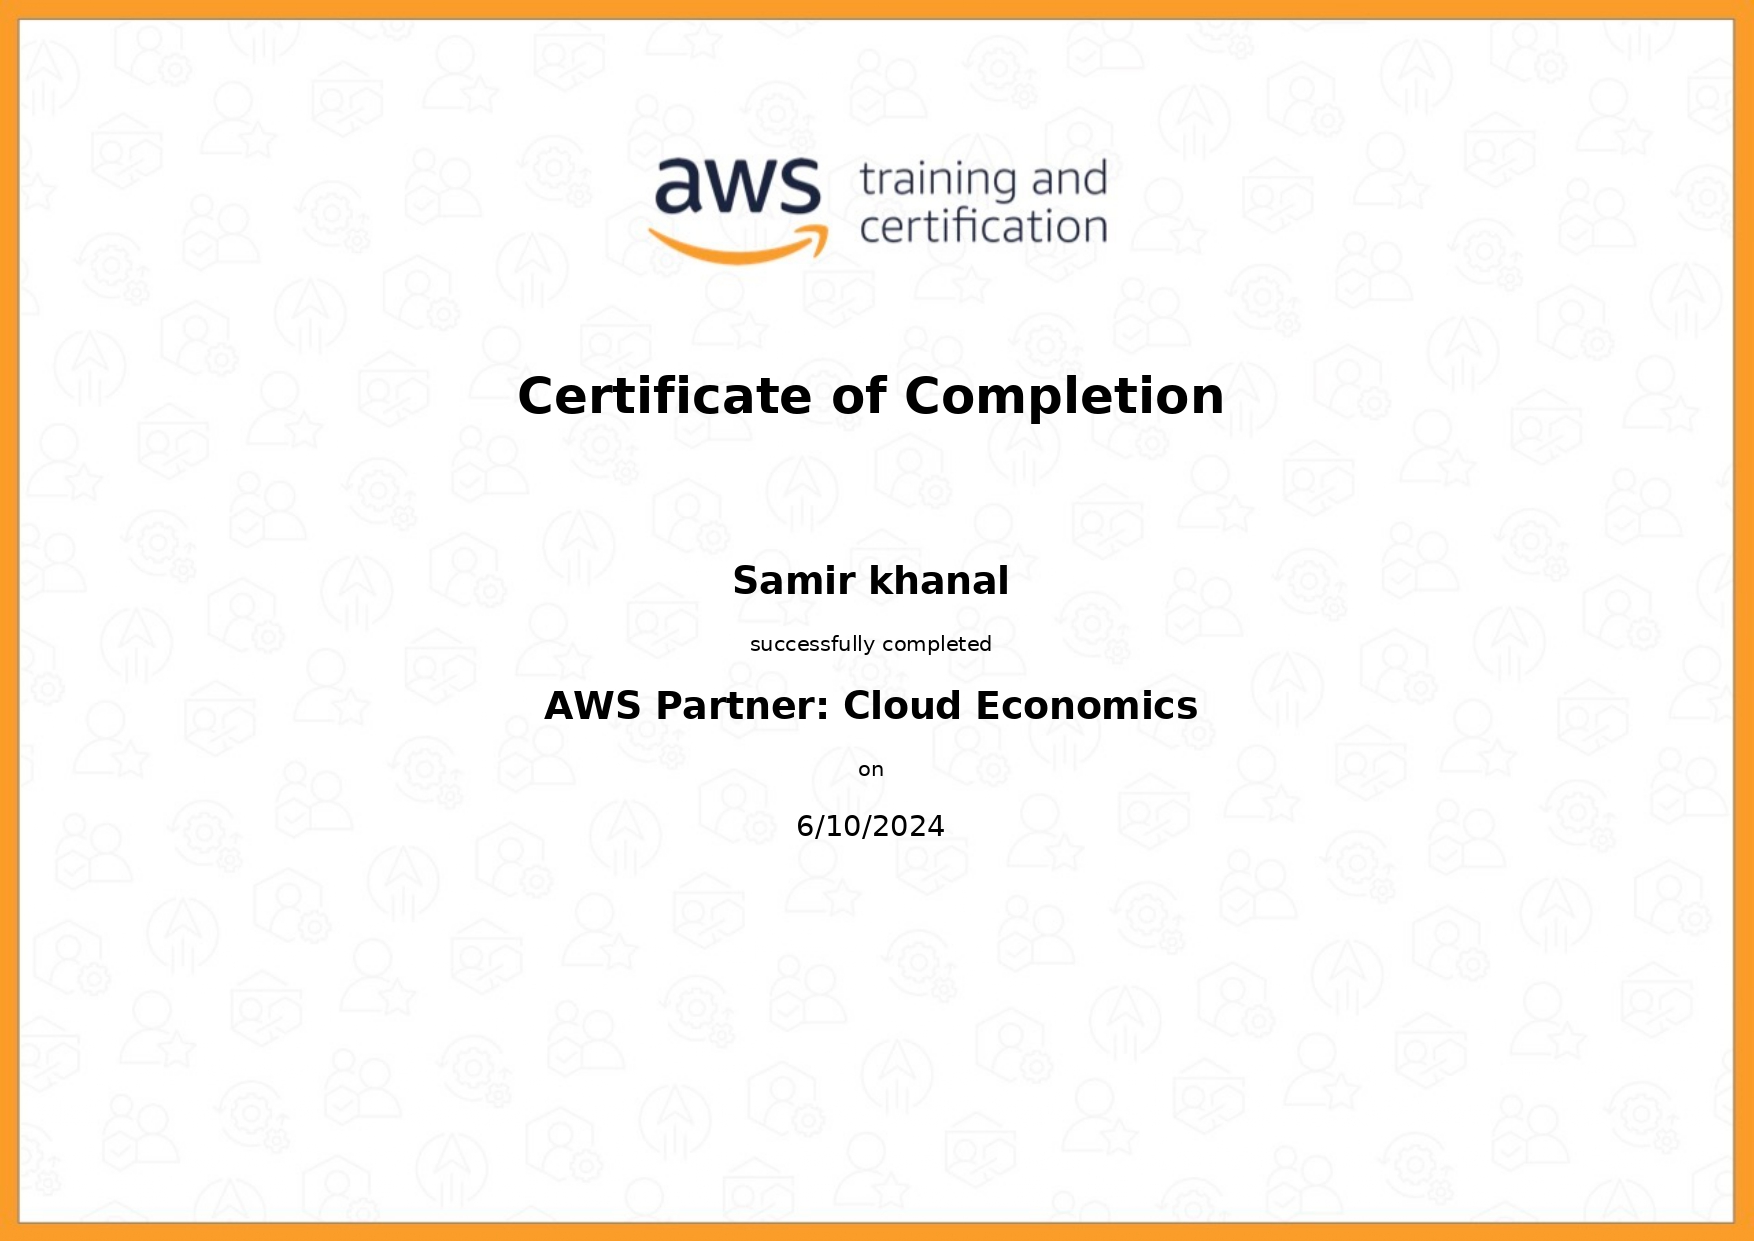 aws training and
certification
Certificate of Completion
Samir khanal
successfully completed
AWS Partner: Cloud Economics
on
6/10/2024